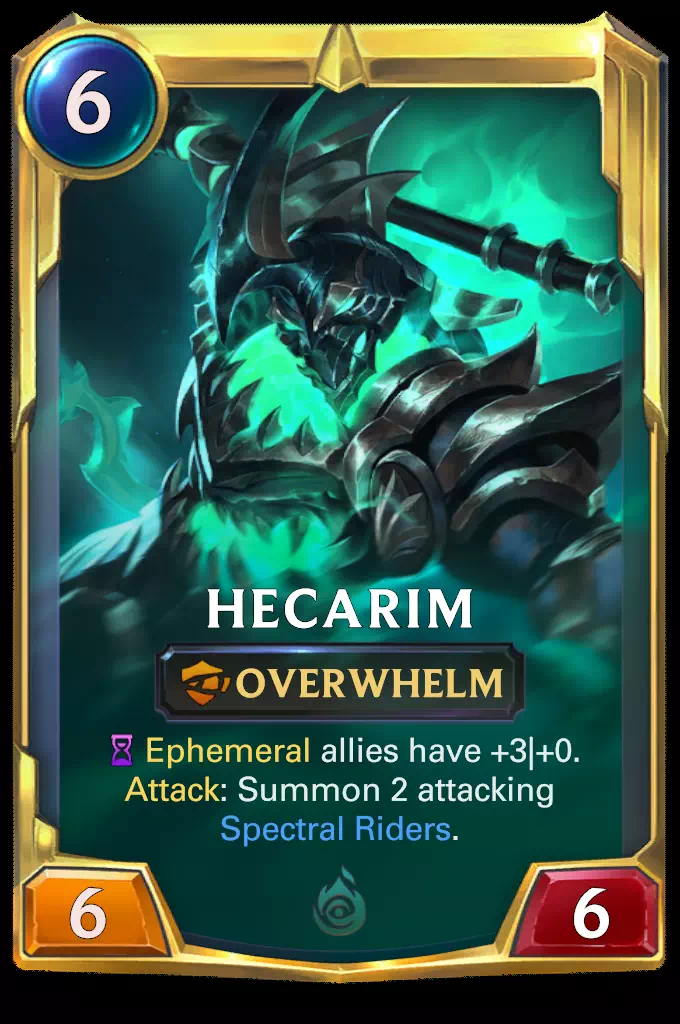 6
HECARIM
OVERWHELM
Ephemeral allies have +3|+0.
Attack: Summon 2 attacking
Spectral Riders.
6
6